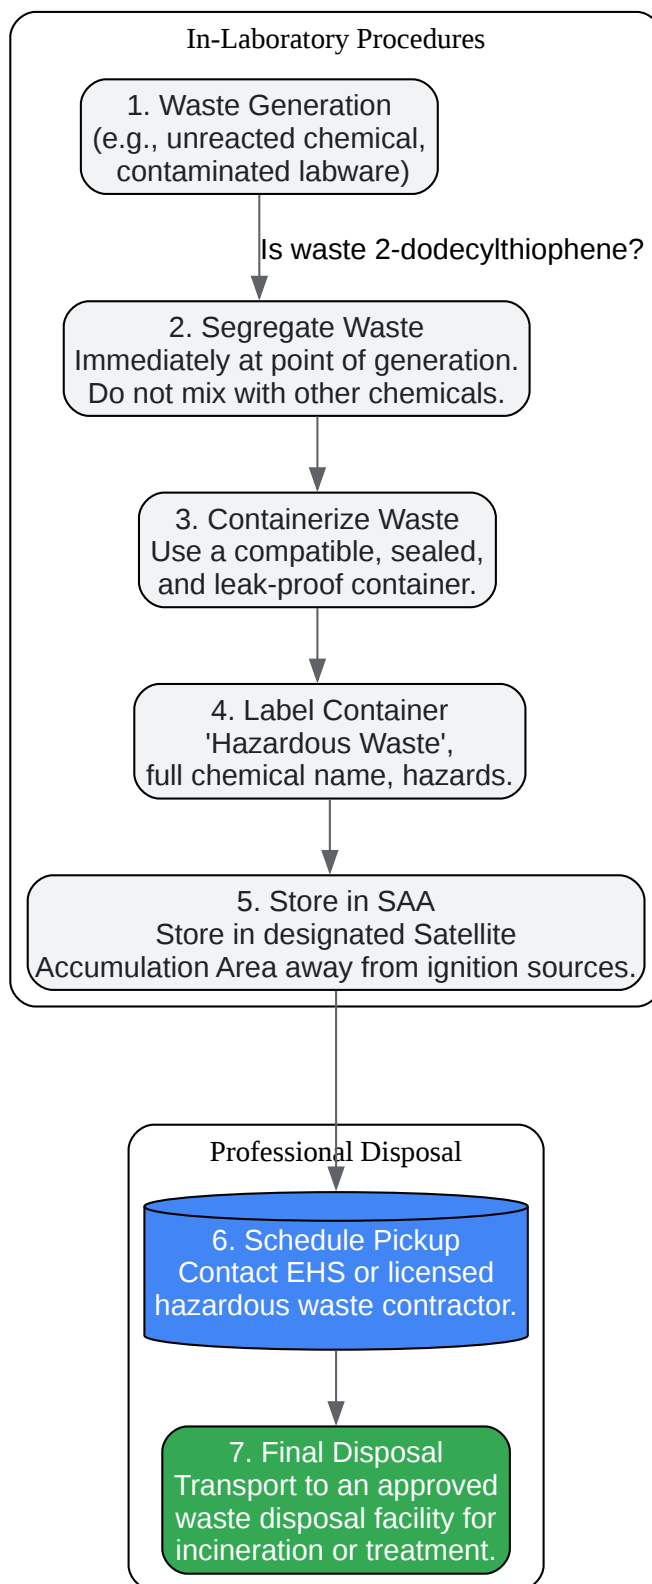 In-Laboratory Procedures
1. Waste Generation
(e.g., unreacted chemical,
contaminated labware)
Is waste 2-dodecylthiophene?
2. Segregate Waste
Immediately at point of generation.
Do not mix with other chemicals.
3. Containerize Waste
Use a compatible, sealed,
and leak-proof container.
4. Label Container
'Hazardous Waste',
full chemical name, hazards.
5. Store in SAA
Store in designated Satellite
Accumulation Area away from ignition sources.
Professional Disposal
6. Schedule Pickup
Contact EHS or licensed
hazardous waste contractor.
7. Final Disposal
Transport to an approved
waste disposal facility for
incineration or treatment.